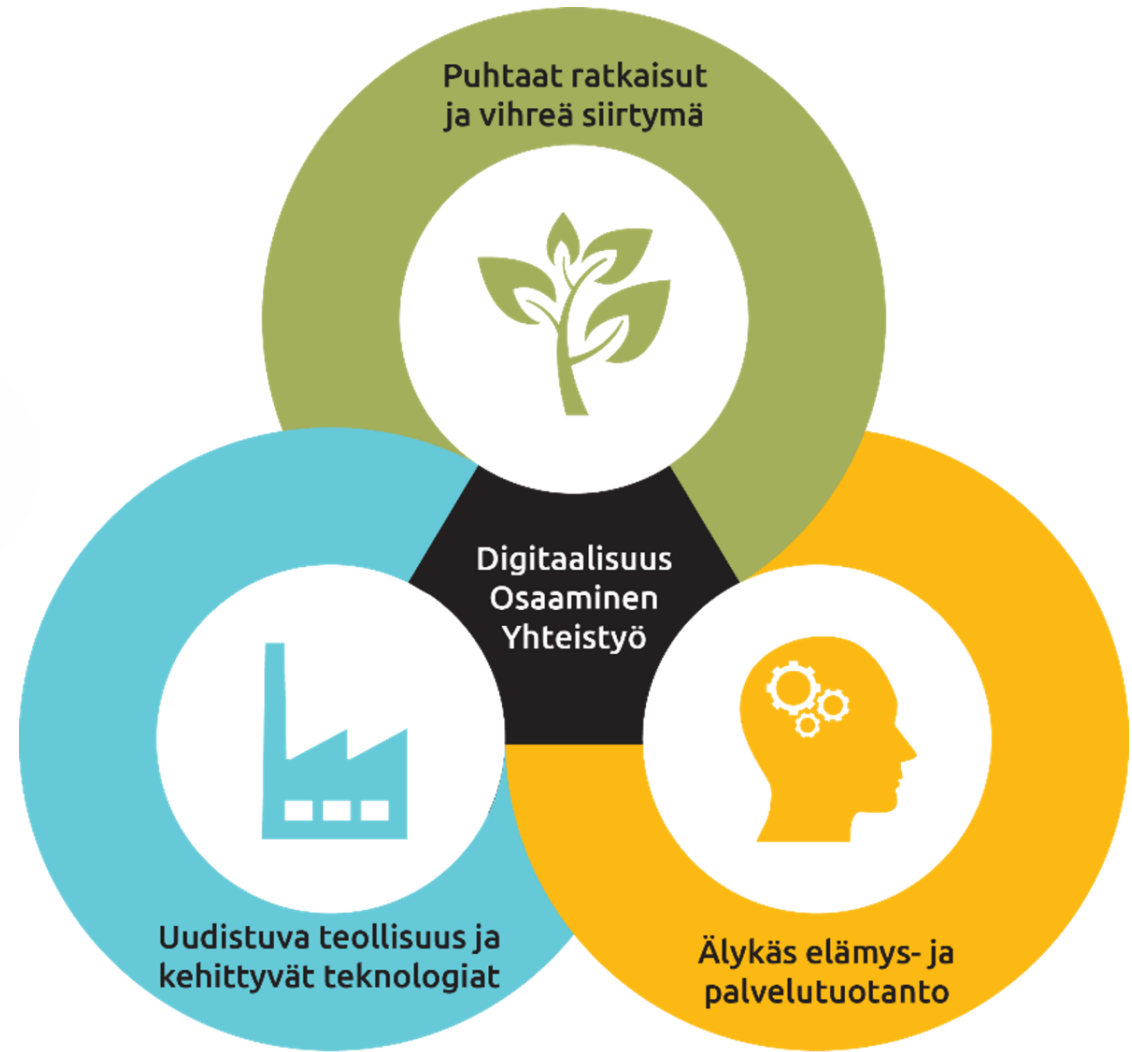 Puhtaat ratkaisut
ja vihreä siirtymä
Digitaalisuus
Osaaminen
Yhteistyö
Uudistuva teollisuus ja
kehittyvät teknologiat
Älykäs elämys- ja
palvelutuotanto